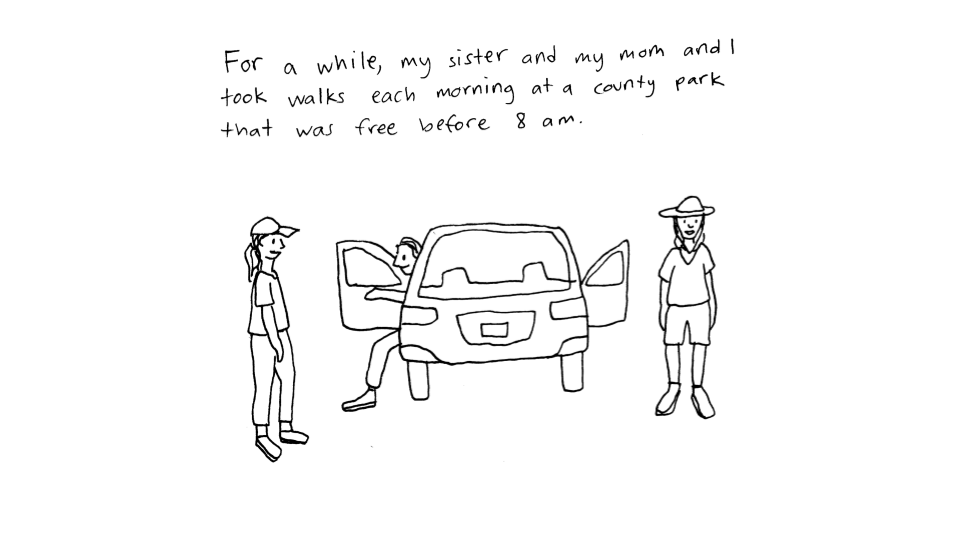 For a while, my sister and my mom and I
took walks each morning at a county park
that was free before 8 am.